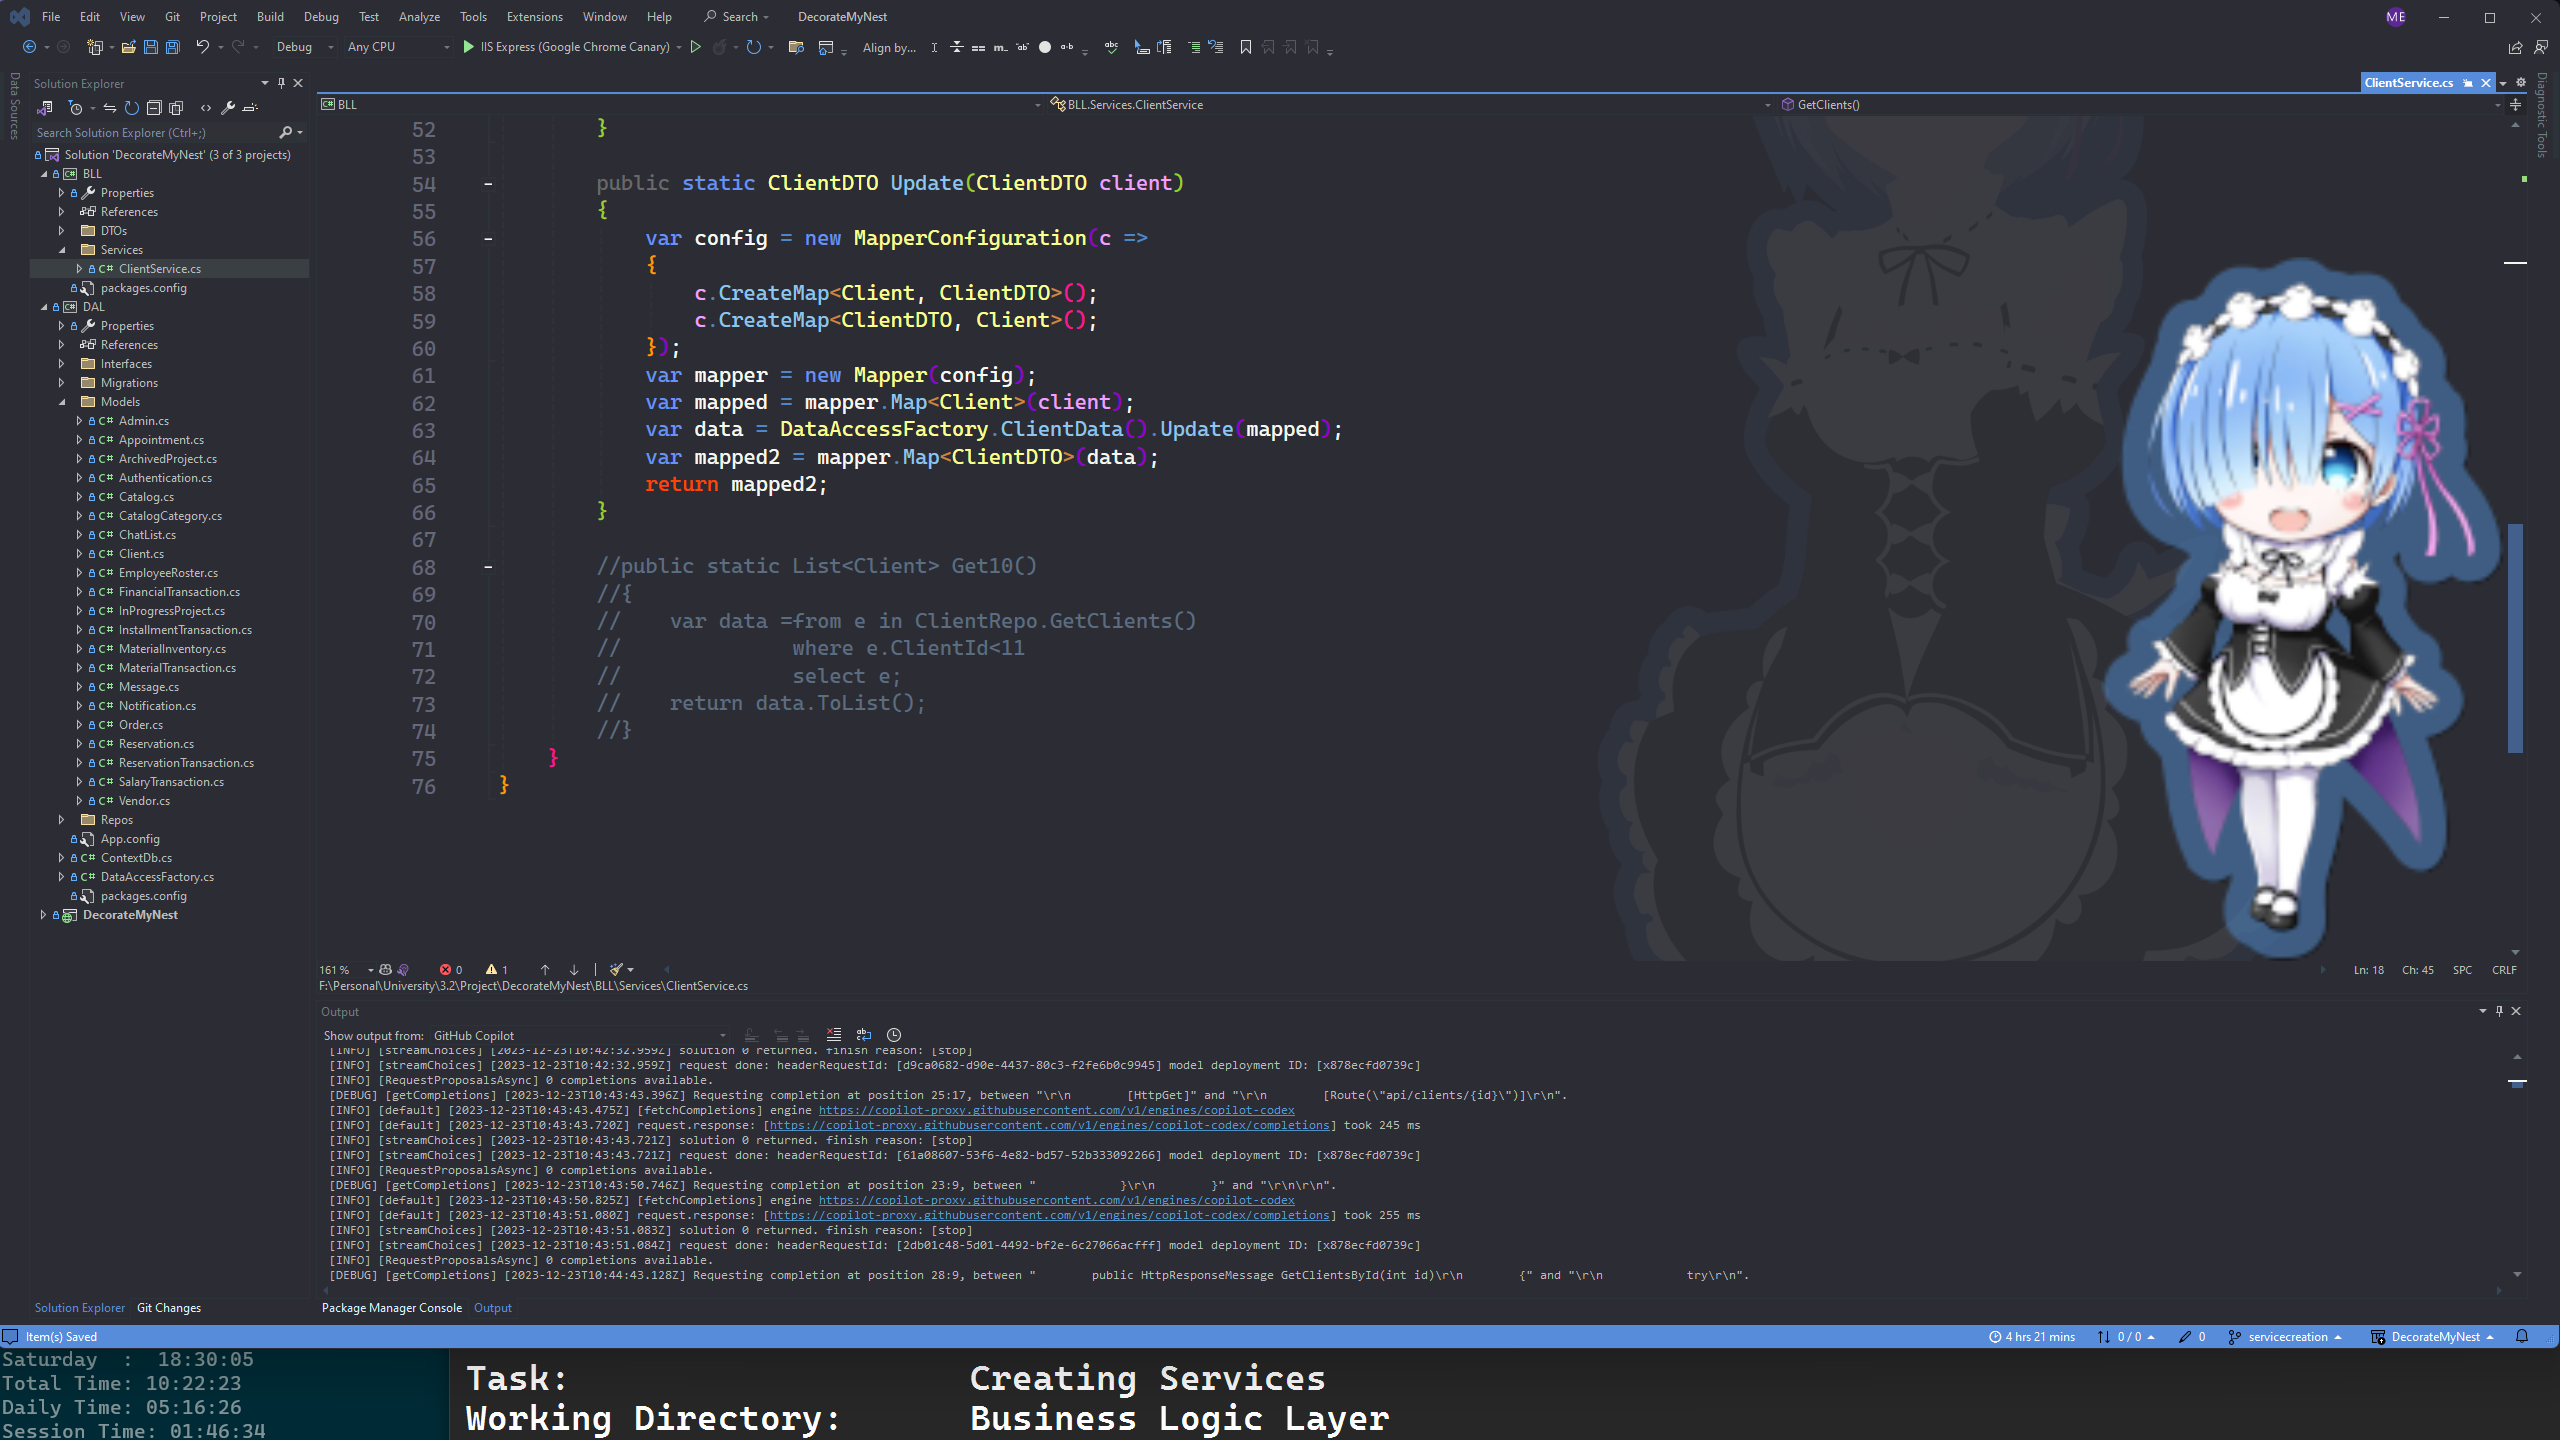 File Edit View Git Project Build Debug Test Analyze Tools Extensions Window Help Search DecorateMyNest ME
Debug Any CPU IIS Express (Google Chrome Canary) Align by...
Data Sources
Solution Explorer
Search Solution Explorer (Ctrl+;)
Solution 'DecorateMyNest' (3 of 3 projects)
BLL
Properties
References
DTOs
Services
C# ClientService.cs
packages.config
DAL
Properties
References
Interfaces
Migrations
Models
C# Admin.cs
C# Appointment.cs
C# ArchivedProject.cs
C# Authentication.cs
C# Catalog.cs
C# CatalogCategory.cs
C# ChatList.cs
C# Client.cs
C# EmployeeRoster.cs
C# FinancialTransaction.cs
C# InProgressProject.cs
C# InstallmentTransaction.cs
C# MaterialInventory.cs
C# MaterialTransaction.cs
C# Message.cs
C# Notification.cs
C# Order.cs
C# Reservation.cs
C# ReservationTransaction.cs
C# SalaryTransaction.cs
C# Vendor.cs
Repos
App.config
C# ContextDb.cs
C# DataAccessFactory.cs
packages.config
DecorateMyNest
Solution Explorer Git Changes
ClientService.cs
Diagnostic Tools
BLL BLL.Services.ClientService GetClients()
52 }
53
54 public static ClientDTO Update(ClientDTO client)
55 {
56 var config = new MapperConfiguration(c =>
57 {
58 c.CreateMap<Client, ClientDTO>();
59 c.CreateMap<ClientDTO, Client>();
60 });
61 var mapper = new Mapper(config);
62 var mapped = mapper.Map<Client>(client);
63 var data = DataAccessFactory.ClientData().Update(mapped);
64 var mapped2 = mapper.Map<ClientDTO>(data);
65 return mapped2;
66 }
67
68 //public static List<Client> Get10()
69 //{
70 // var data =from e in ClientRepo.GetClients()
71 // where e.ClientId<11
72 // select e;
73 // return data.ToList();
74 //}
75 }
76 }
161 % 0 1 Ln: 18 Ch: 45 SPC CRLF
F:\Personal\University\3.2\Project\DecorateMyNest\BLL\Services\ClientService.cs
Output
Show output from: GitHub Copilot
[INFO] [streamChoices] [2023-12-23T10:42:32.959Z] solution 0 returned. finish reason: [stop]
[INFO] [streamChoices] [2023-12-23T10:42:32.959Z] request done: headerRequestId: [d9ca0682-d90e-4437-80c3-f2fe6b0c9945] model deployment ID: [x878ecfd0739c]
[INFO] [RequestProposalsAsync] 0 completions available.
[DEBUG] [getCompletions] [2023-12-23T10:43:43.396Z] Requesting completion at position 25:17, between "\r\n [HttpGet]" and "\r\n [Route(\"api/clients/{id}\")]\r\n".
[INFO] [default] [2023-12-23T10:43:43.475Z] [fetchCompletions] engine https://copilot-proxy.githubusercontent.com/v1/engines/copilot-codex
[INFO] [default] [2023-12-23T10:43:43.720Z] request.response: [https://copilot-proxy.githubusercontent.com/v1/engines/copilot-codex/completions] took 245 ms
[INFO] [streamChoices] [2023-12-23T10:43:43.721Z] solution 0 returned. finish reason: [stop]
[INFO] [streamChoices] [2023-12-23T10:43:43.721Z] request done: headerRequestId: [61a08607-53f6-4e82-bd57-52b333092266] model deployment ID: [x878ecfd0739c]
[INFO] [RequestProposalsAsync] 0 completions available.
[DEBUG] [getCompletions] [2023-12-23T10:43:50.746Z] Requesting completion at position 23:9, between " }\r\n }" and "\r\n\r\n".
[INFO] [default] [2023-12-23T10:43:50.825Z] [fetchCompletions] engine https://copilot-proxy.githubusercontent.com/v1/engines/copilot-codex
[INFO] [default] [2023-12-23T10:43:51.080Z] request.response: [https://copilot-proxy.githubusercontent.com/v1/engines/copilot-codex/completions] took 255 ms
[INFO] [streamChoices] [2023-12-23T10:43:51.083Z] solution 0 returned. finish reason: [stop]
[INFO] [streamChoices] [2023-12-23T10:43:51.084Z] request done: headerRequestId: [2db01c48-5d01-4492-bf2e-6c27066acfff] model deployment ID: [x878ecfd0739c]
[INFO] [RequestProposalsAsync] 0 completions available.
[DEBUG] [getCompletions] [2023-12-23T10:44:43.128Z] Requesting completion at position 28:9, between " public HttpResponseMessage GetClientsById(int id)\r\n {" and "\r\n try\r\n".
Package Manager Console Output
Item(s) Saved 4 hrs 21 mins 0 / 0 0 servicecreation DecorateMyNest
Saturday : 18:30:05
Total Time: 10:22:23
Daily Time: 05:16:26
Session Time: 01:46:34
Task: Creating Services
Working Directory: Business Logic Layer